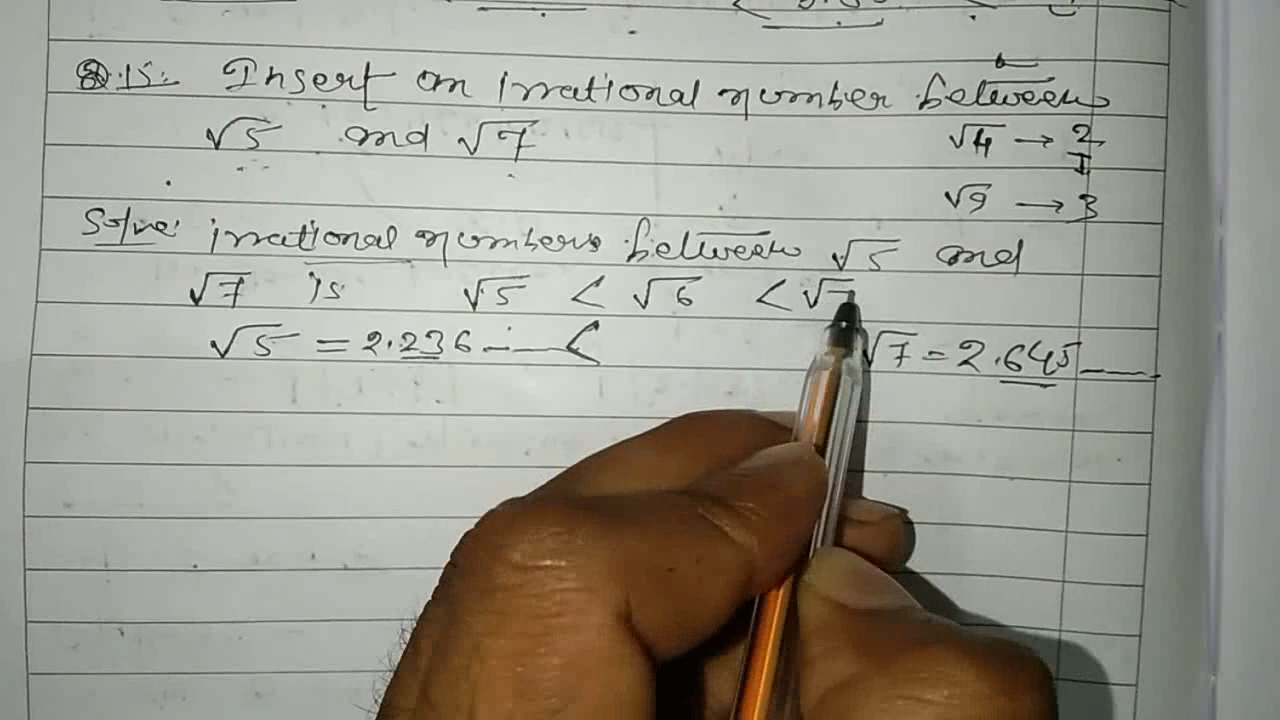 Q.15. Insert an irrational number between
√5 and √7
√4 → 2
I
√9 → 3
Solve: irrational numbers between √5 and
√7 is √5 < √6 < √7
√5 = 2.236...... < √7 = 2.645